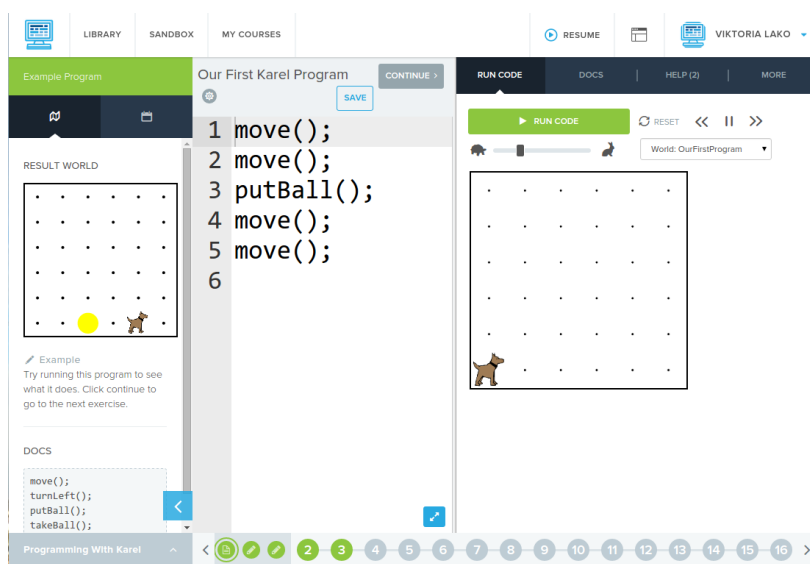 LIBRARY SANDBOX MY COURSES RESUME VIKTORIA LAKO
Example Program
RESULT WORLD
Example
Try running this program to see
what it does. Click continue to
go to the next exercise.
DOCS
move();
turnLeft();
putBall();
takeBall();
Programming With Karel
Our First Karel Program CONTINUE >
SAVE
1 move();
2 move();
3 putBall();
4 move();
5 move();
6
RUN CODE DOCS HELP (2) MORE
RUN CODE RESET
World: OurFirstProgram
2 3 4 5 6 7 8 9 10 11 12 13 14 15 16